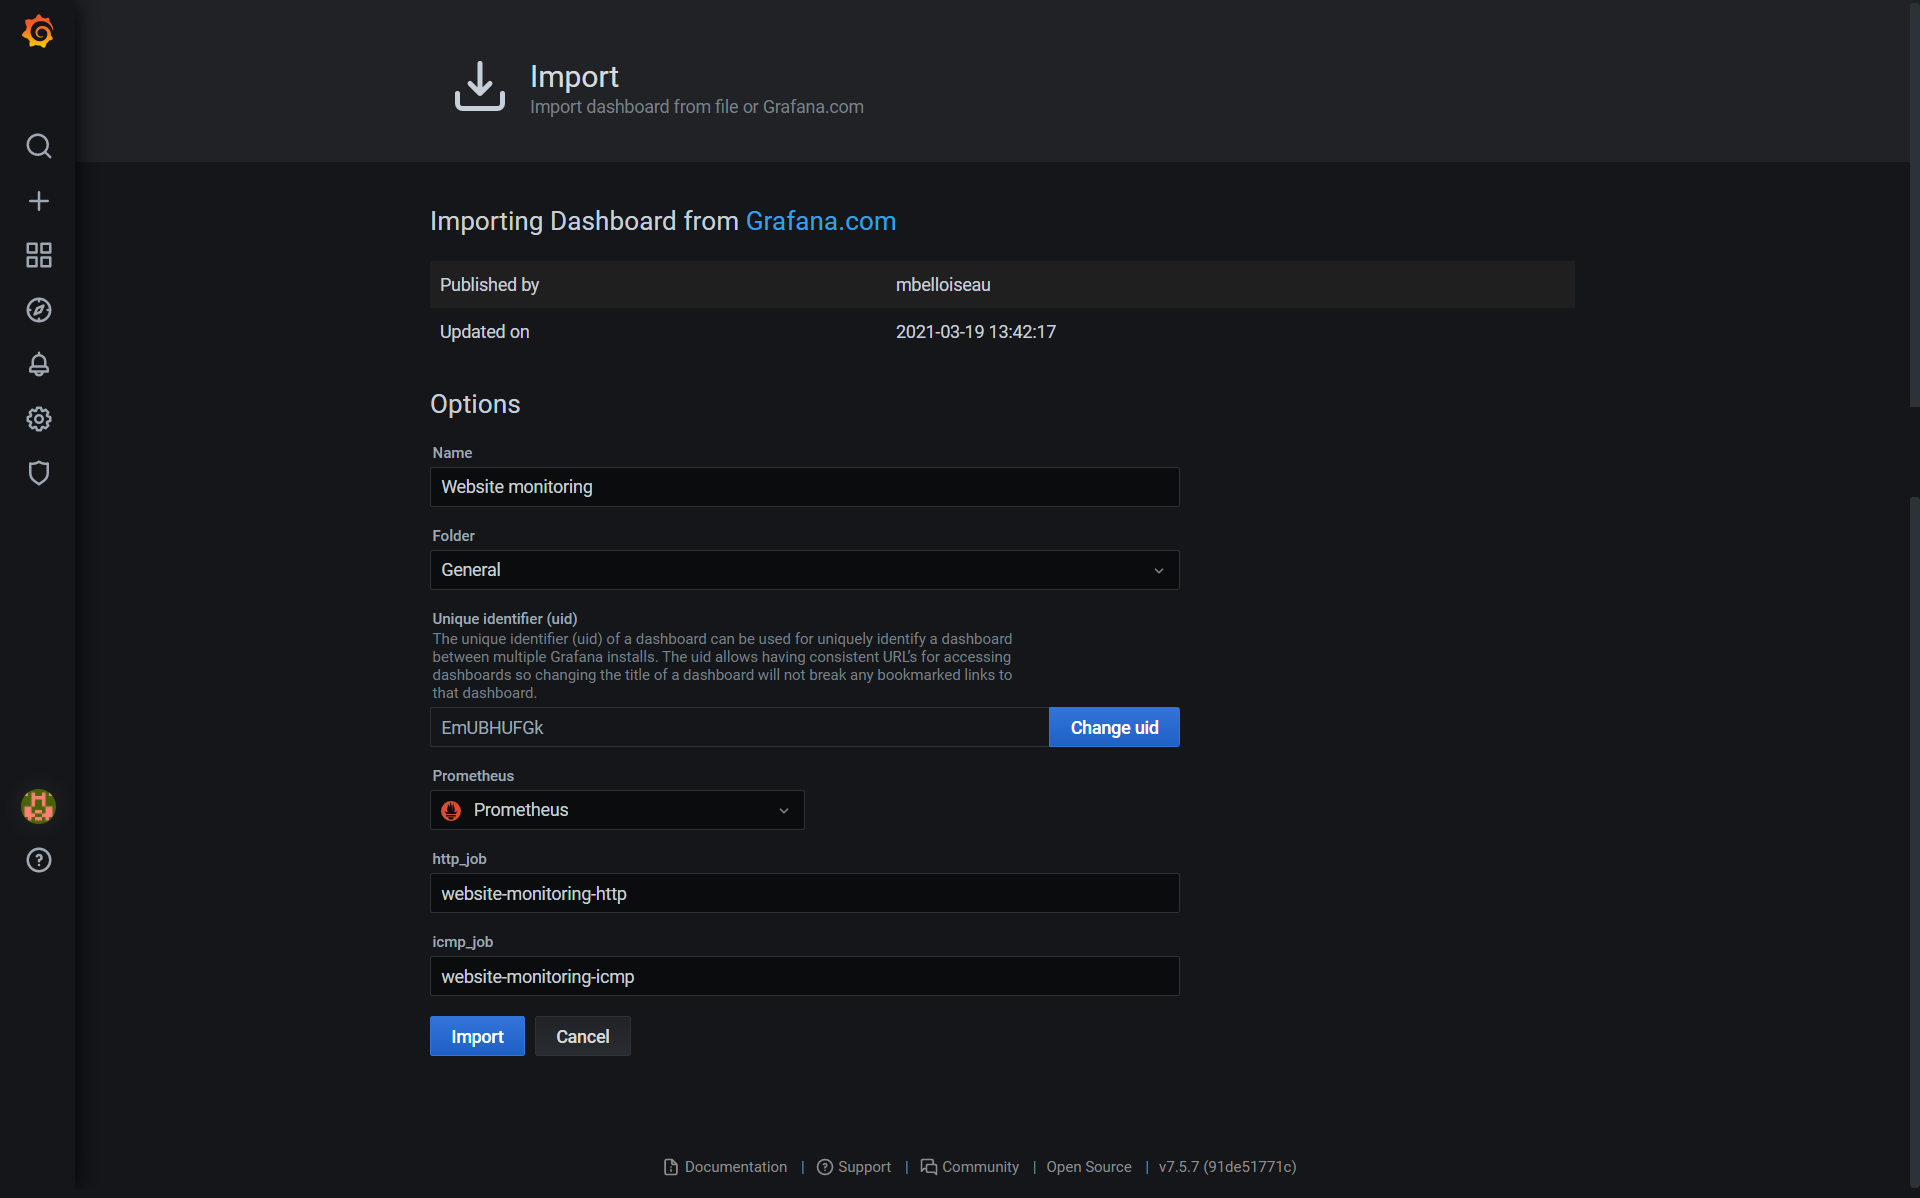 Import
Import dashboard from file or Grafana.com
Importing Dashboard from Grafana.com
Published by mbelloiseau
Updated on 2021-03-19 13:42:17
Options
Name
Website monitoring
Folder
General
Unique identifier (uid)
The unique identifier (uid) of a dashboard can be used for uniquely identify a dashboard
between multiple Grafana installs. The uid allows having consistent URL's for accessing
dashboards so changing the title of a dashboard will not break any bookmarked links to
that dashboard.
EmUBHUFGk Change uid
Prometheus
Prometheus
http_job
website-monitoring-http
icmp_job
website-monitoring-icmp
Import Cancel
Documentation | Support | Community | Open Source | v7.5.7 (91de51771c)